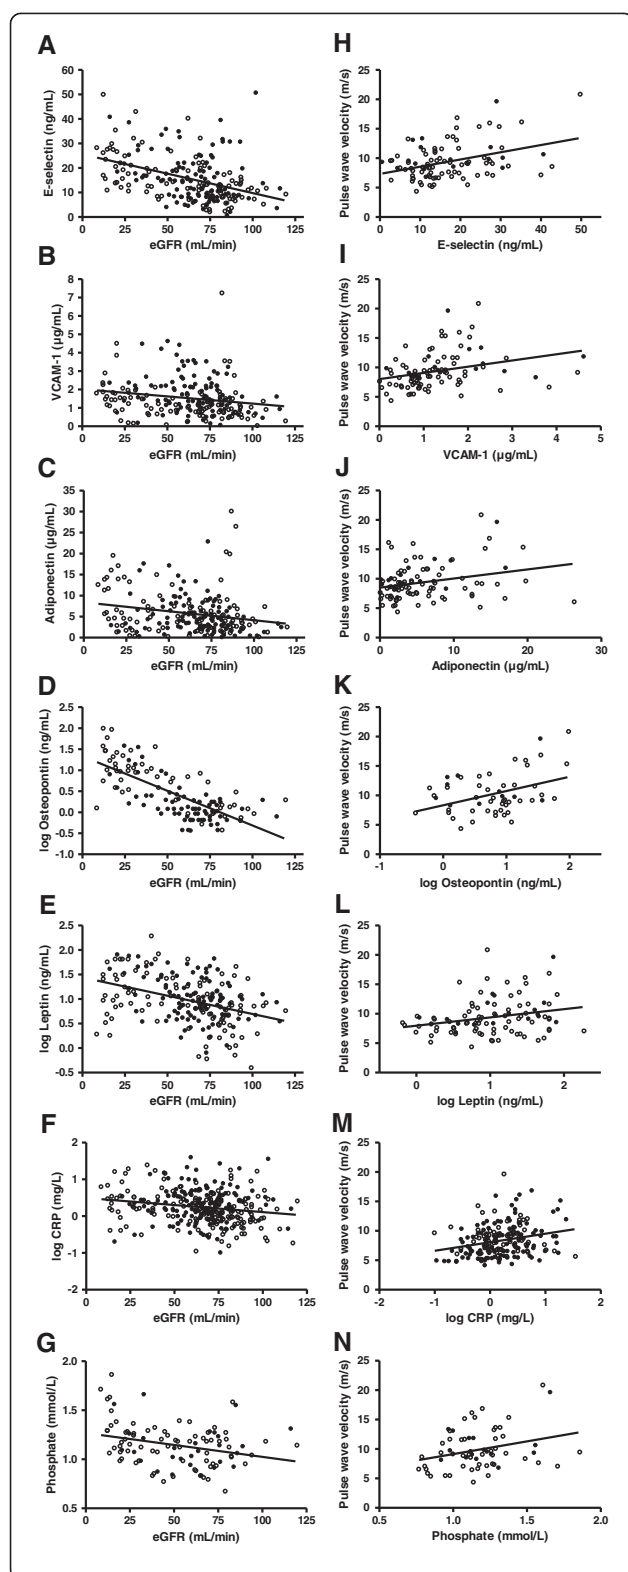 A
E-selectin (ng/mL)
60
50
40
30
20
10
0
0 25 50 75 100 125
eGFR (mL/min)
H
Pulse wave velocity (m/s)
25
20
15
10
5
0
0 10 20 30 40 50
E-selectin (ng/mL)
B
VCAM-1 (µg/mL)
8
7
6
5
4
3
2
1
0
0 25 50 75 100 125
eGFR (mL/min)
I
Pulse wave velocity (m/s)
25
20
15
10
5
0
0 1 2 3 4 5
VCAM-1 (µg/mL)
C
Adiponectin (µg/mL)
35
30
25
20
15
10
5
0
0 25 50 75 100 125
eGFR (mL/min)
J
Pulse wave velocity (m/s)
25
20
15
10
5
0
0 10 20 30
Adiponectin (µg/mL)
D
log Osteopontin (ng/mL)
2.5
2.0
1.5
1.0
0.5
0.0
-0.5
-1.0
0 25 50 75 100 125
eGFR (mL/min)
K
Pulse wave velocity (m/s)
25
20
15
10
5
0
0 1 2
log Osteopontin (ng/mL)
E
log Leptin (ng/mL)
2.5
2.0
1.5
1.0
0.5
0.0
-0.5
0 25 50 75 100 125
eGFR (mL/min)
L
Pulse wave velocity (m/s)
25
20
15
10
5
0
0 1 2
log Leptin (ng/mL)
F
log CRP (mg/L)
2
1
0
-1
-2
0 25 50 75 100 125
eGFR (mL/min)
M
Pulse wave velocity (m/s)
25
20
15
10
5
0
-2 -1 0 1 2
log CRP (mg/L)
G
Phosphate (mmol/L)
2.0
1.5
1.0
0.5
0 25 50 75 100 125
eGFR (mL/min)
N
Pulse wave velocity (m/s)
25
20
15
10
5
0
0.5 1.0 1.5 2.0
Phosphate (mmol/L)